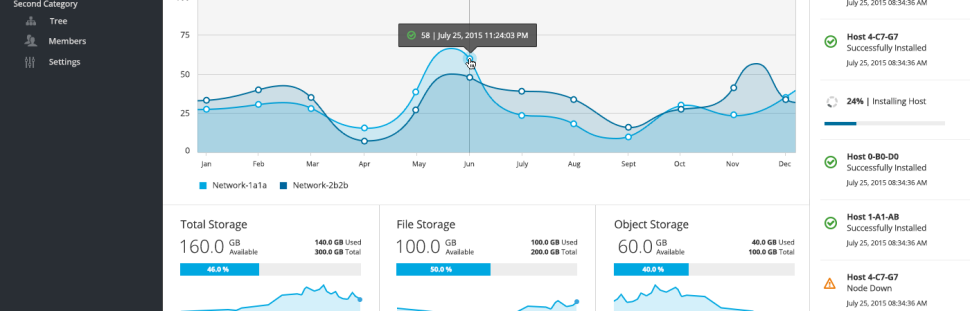 Second Category
Tree
Members
Settings
75
50
25
0
58 | July 25, 2015 11:24:03 PM
Jan Feb Mar Apr May Jun July Aug Sept Oct Nov Dec
Network-1a1a Network-2b2b
Total Storage
160.0 GB Available
140.0 GB Used
300.0 GB Total
46.0 %
File Storage
100.0 GB Available
100.0 GB Used
200.0 GB Total
50.0 %
Object Storage
60.0 GB Available
40.0 GB Used
100.0 GB Total
40.0 %
July 25, 2015 08:34:36 AM
Host 4-C7-G7
Successfully Installed
July 25, 2015 08:34:36 AM
24% | Installing Host
Host 0-B0-D0
Successfully Installed
July 25, 2015 08:34:36 AM
Host 1-A1-AB
Successfully Installed
July 25, 2015 08:34:36 AM
Host 4-C7-G7
Node Down
July 25, 2015 08:34:36 AM